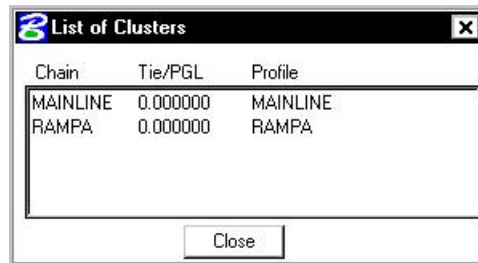 List of Clusters
Chain Tie/PGL Profile
MAINLINE 0.000000 MAINLINE
RAMPA 0.000000 RAMPA
Close